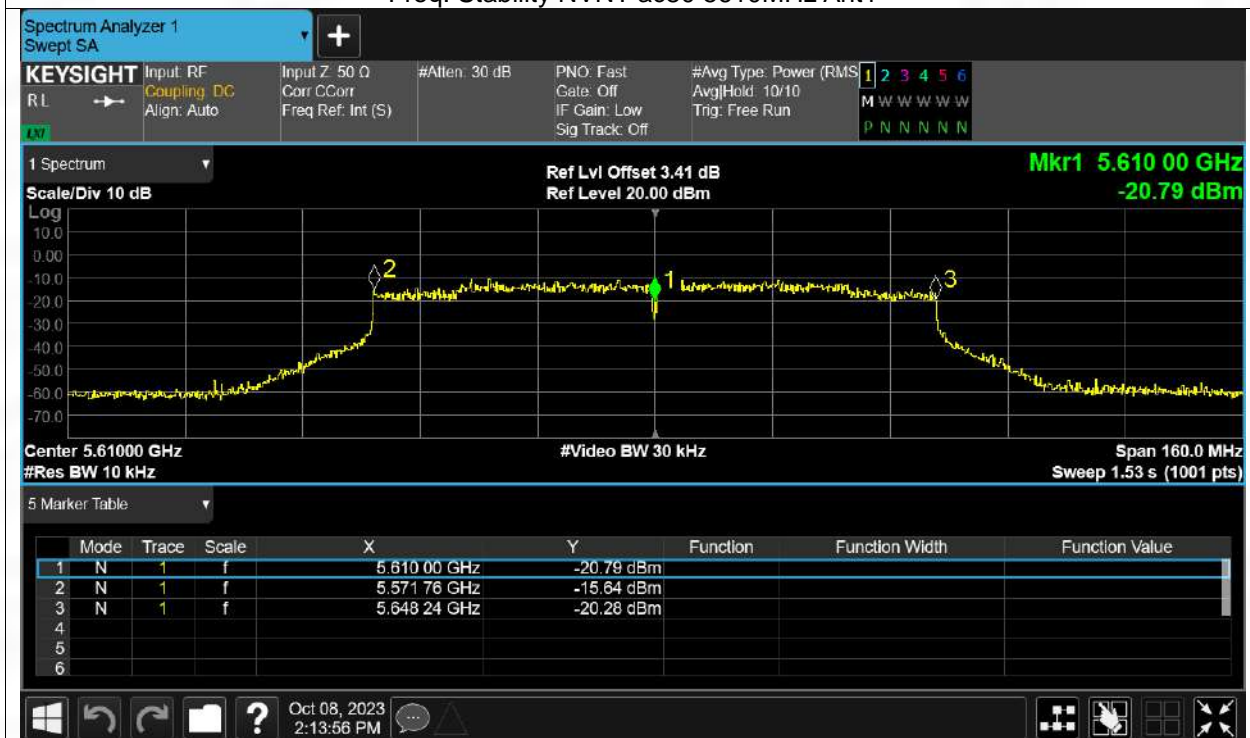 Freq. Stability NVNT ac80 5610MHz Ant1
Spectrum Analyzer 1
Swept SA
+
KEYSIGHT Input: RF Input Z: 50 Ω #Atten: 30 dB PNO: Fast #Avg Type: Power (RMS 1 2 3 4 5 6
RL Coupling: DC Corr CCorr Gate: Off Avg|Hold: 10/10 M W W W W W
Align: Auto Freq Ref: Int (S) IF Gain: Low Trig: Free Run
LXI Sig Track: Off P N N N N N
1 Spectrum Ref Lvl Offset 3.41 dB Mkr1 5.610 00 GHz
Scale/Div 10 dB Ref Level 20.00 dBm -20.79 dBm
Log
10.0
0.00
-10.0
-20.0
-30.0
-40.0
-50.0
-60.0
-70.0
2
1
3
Center 5.61000 GHz #Video BW 30 kHz Span 160.0 MHz
#Res BW 10 kHz Sweep 1.53 s (1001 pts)
5 Marker Table
Mode Trace Scale X Y Function Function Width Function Value
1 N 1 f 5.610 00 GHz -20.79 dBm
2 N 1 f 5.571 76 GHz -15.64 dBm
3 N 1 f 5.648 24 GHz -20.28 dBm
4
5
6
? Oct 08, 2023
2:13:56 PM